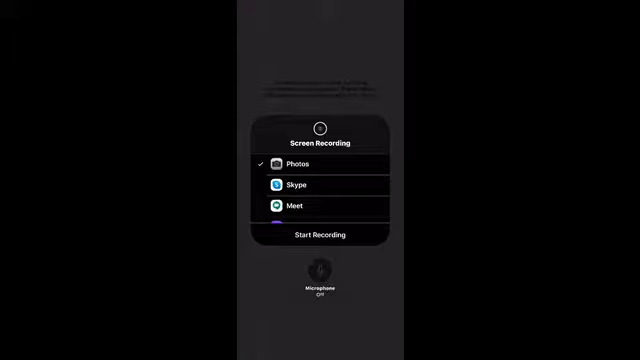 Screen Recording
Photos
Skype
Meet
Start Recording
Microphone
Off